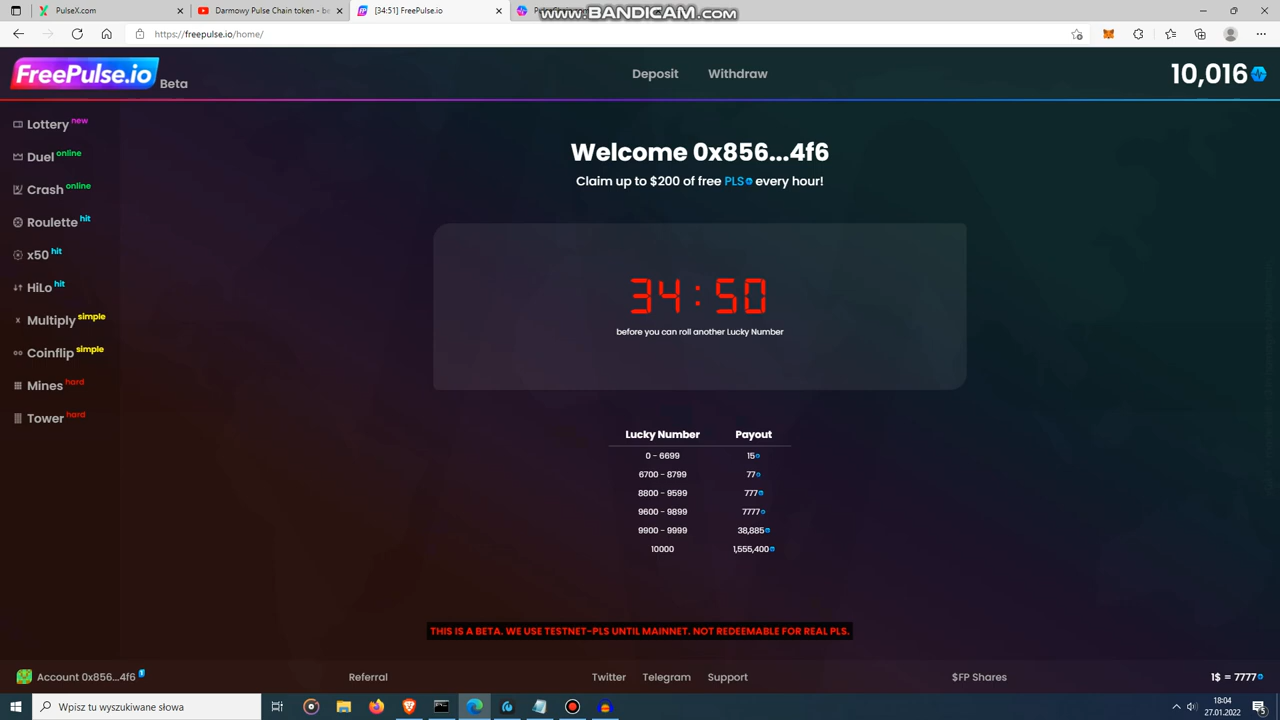 www.BANDICAM.com
PulseX.com
Darmowy Pulse Chain token - be
[34:51] FreePulse.io
https://freepulse.io/home/
FreePulse.io Beta
Deposit Withdraw
10,016
Lottery new
Duel online
Crash online
Roulette hit
x50 hit
HiLo hit
Multiply simple
Coinflip simple
Mines hard
Tower hard
Welcome 0x856...4f6
Claim up to $200 of free PLS every hour!
34:50
before you can roll another Lucky Number
Lucky Number Payout
0 - 6699 15
6700 - 8799 77
8800 - 9599 777
9600 - 9899 7777
9900 - 9999 38,885
10000 1,555,400
THIS IS A BETA. WE USE TESTNET-PLS UNTIL MAINNET. NOT REDEEMABLE FOR REAL PLS.
Account 0x856...4f6 1
Referral
Twitter Telegram Support
$FP Shares
1$ = 7777
Wpisz tu wyszukiwane słowa
18:04
27.01.2022